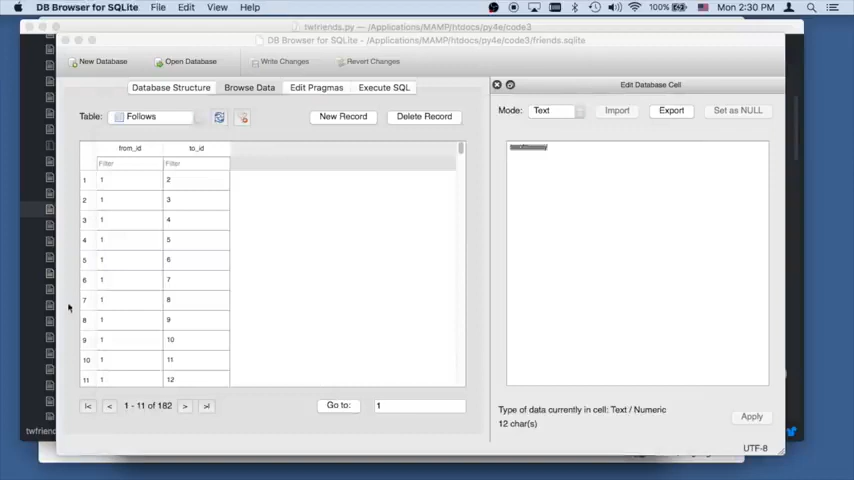 DB Browser for SQLite File Edit View Help 100% Mon 2:30 PM
twfriends.py — /Applications/MAMP/htdocs/py4e/code3
DB Browser for SQLite - /Applications/MAMP/htdocs/py4e/code3/friends.sqlite
New Database Open Database Write Changes Revert Changes
Database Structure Browse Data Edit Pragmas Execute SQL
Table: Follows New Record Delete Record
from_id to_id
Filter Filter
1 1 2
2 1 3
3 1 4
4 1 5
5 1 6
6 1 7
7 1 8
8 1 9
9 1 10
10 1 11
11 1 12
|< < 1 - 11 of 182 > >| Go to: 1
Edit Database Cell
Mode: Text Import Export Set as NULL
Type of data currently in cell: Text / Numeric
12 char(s)
Apply
UTF-8
twfriend